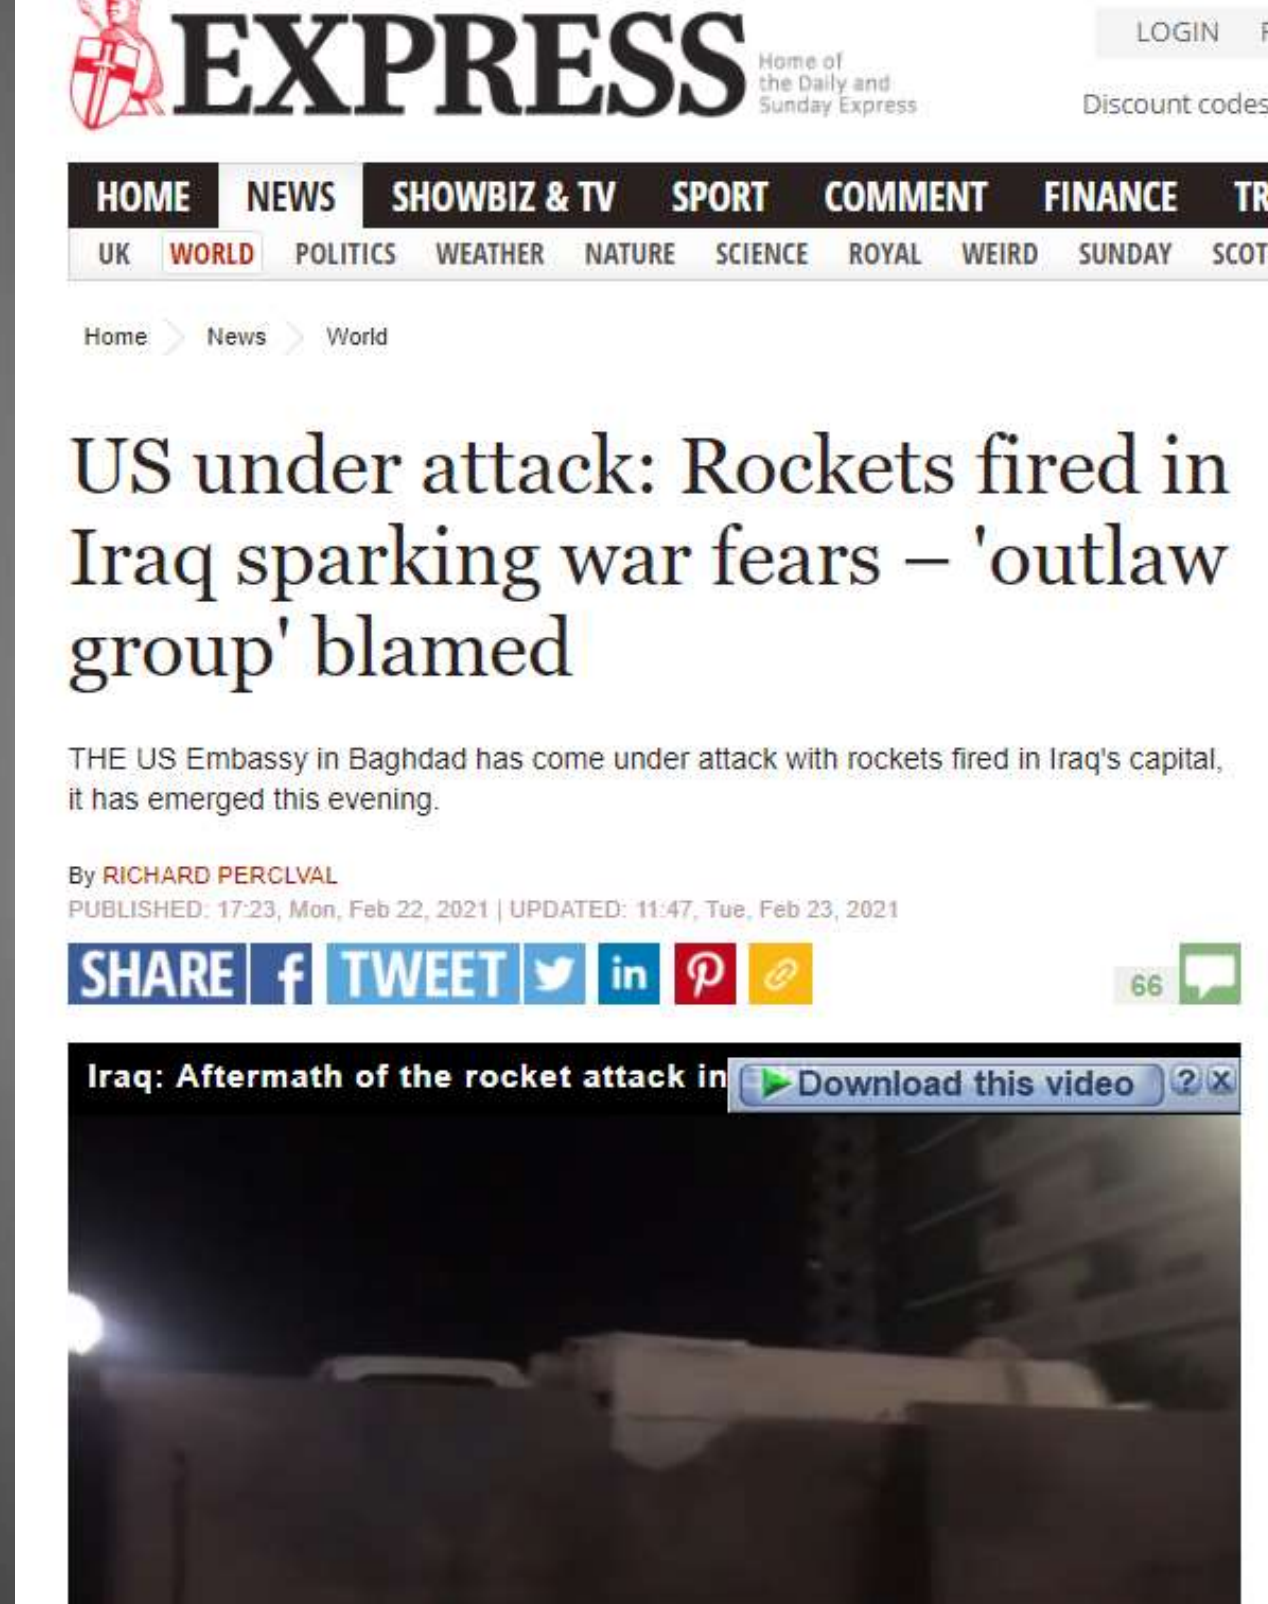 EXPRESS
Home of
the Daily and
Sunday Express
LOGIN
Discount codes
HOME NEWS SHOWBIZ & TV SPORT COMMENT FINANCE TR
UK WORLD POLITICS WEATHER NATURE SCIENCE ROYAL WEIRD SUNDAY SCOT
Home News World
US under attack: Rockets fired in
Iraq sparking war fears – 'outlaw
group' blamed
THE US Embassy in Baghdad has come under attack with rockets fired in Iraq's capital,
it has emerged this evening.
By RICHARD PERCLVAL
PUBLISHED: 17:23, Mon, Feb 22, 2021 | UPDATED: 11:47, Tue, Feb 23, 2021
SHARE f TWEET in
66
Iraq: Aftermath of the rocket attack in Download this video ? X